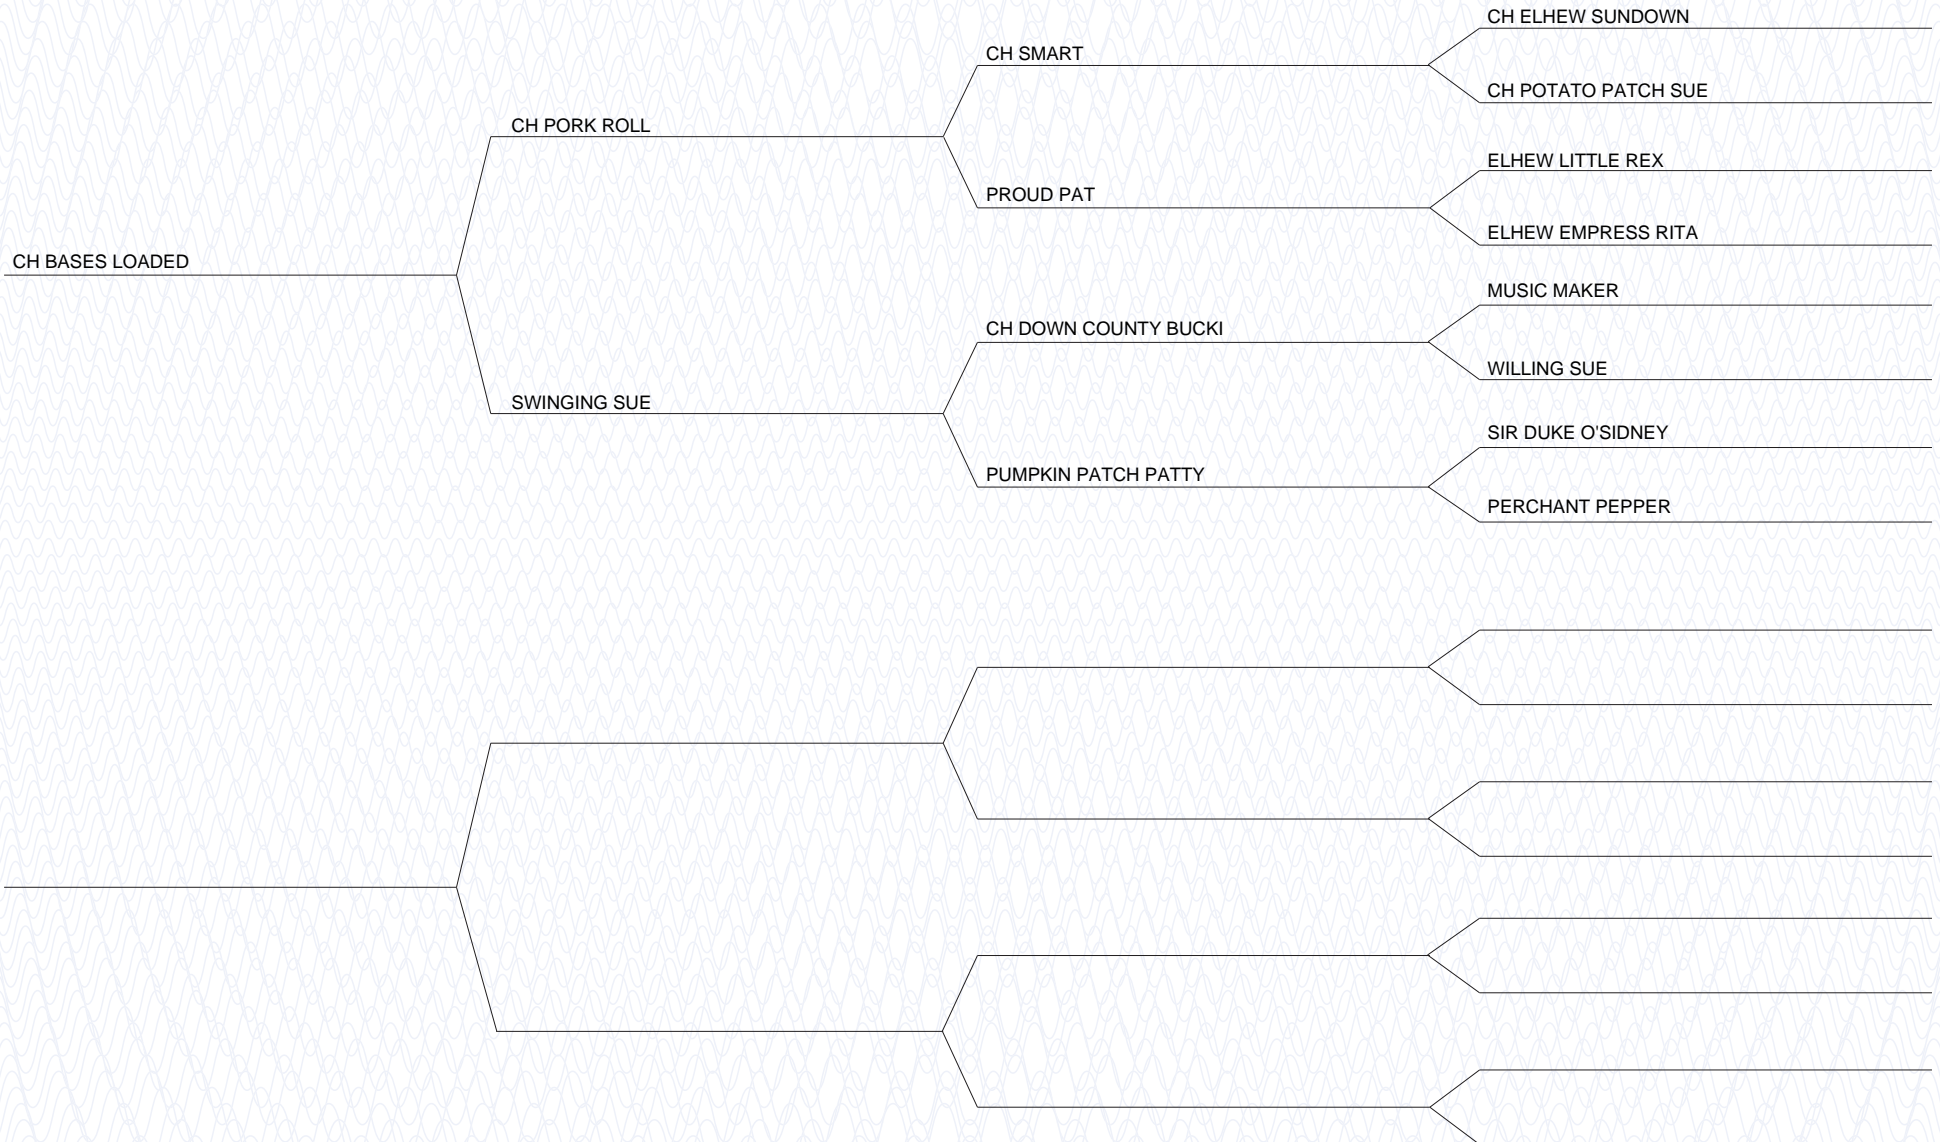 CH ELHEW SUNDOWN
CH SMART
CH POTATO PATCH SUE
CH PORK ROLL
ELHEW LITTLE REX
PROUD PAT
ELHEW EMPRESS RITA
CH BASES LOADED
MUSIC MAKER
CH DOWN COUNTY BUCKI
WILLING SUE
SWINGING SUE
SIR DUKE O'SIDNEY
PUMPKIN PATCH PATTY
PERCHANT PEPPER